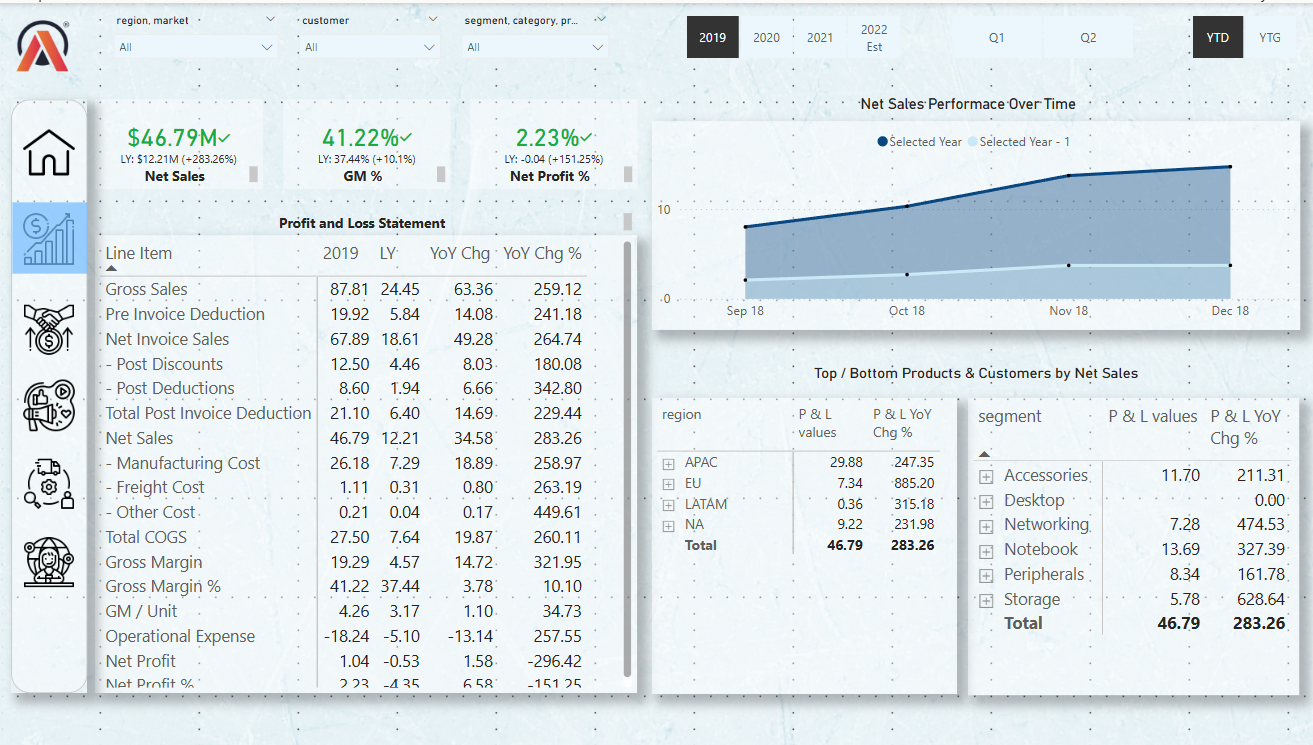 region, market
customer
segment, category, pr...
All
All
All
2019
2020
2021
2022
Est
Q1
Q2
YTD
YTG
$46.79M
LY: $12.21M (+283.26%)
Net Sales
41.22%
LY: 37.44% (+10.1%)
GM %
2.23%
LY: -0.04 (+151.25%)
Net Profit %
Net Sales Performace Over Time
Selected Year Selected Year - 1
10
0
Sep 18 Oct 18 Nov 18 Dec 18
Profit and Loss Statement
Line Item 2019 LY YoY Chg YoY Chg %
Gross Sales 87.81 24.45 63.36 259.12
Pre Invoice Deduction 19.92 5.84 14.08 241.18
Net Invoice Sales 67.89 18.61 49.28 264.74
- Post Discounts 12.50 4.46 8.03 180.08
- Post Deductions 8.60 1.94 6.66 342.80
Total Post Invoice Deduction 21.10 6.40 14.69 229.44
Net Sales 46.79 12.21 34.58 283.26
- Manufacturing Cost 26.18 7.29 18.89 258.97
- Freight Cost 1.11 0.31 0.80 263.19
- Other Cost 0.21 0.04 0.17 449.61
Total COGS 27.50 7.64 19.87 260.11
Gross Margin 19.29 4.57 14.72 321.95
Gross Margin % 41.22 37.44 3.78 10.10
GM / Unit 4.26 3.17 1.10 34.73
Operational Expense -18.24 -5.10 -13.14 257.55
Net Profit 1.04 -0.53 1.58 -296.42
Net Profit % 2.23 -4.35 6.58 -151.25
Top / Bottom Products & Customers by Net Sales
region P & L values P & L YoY Chg %
APAC 29.88 247.35
EU 7.34 885.20
LATAM 0.36 315.18
NA 9.22 231.98
Total 46.79 283.26
segment P & L values P & L YoY Chg %
Accessories 11.70 211.31
Desktop 0.00
Networking 7.28 474.53
Notebook 13.69 327.39
Peripherals 8.34 161.78
Storage 5.78 628.64
Total 46.79 283.26